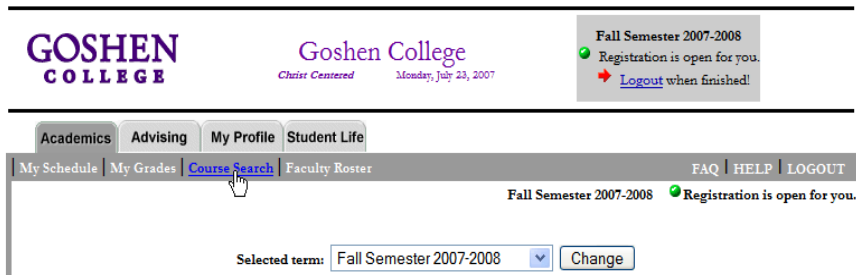 GOSHEN
COLLEGE
Goshen College
Christ Centered Monday, July 23, 2007
Fall Semester 2007-2008
Registration is open for you.
Logout when finished!
Academics Advising My Profile Student Life
My Schedule | My Grades | Course Search | Faculty Roster FAQ | HELP | LOGOUT
Fall Semester 2007-2008 Registration is open for you.
Selected term: Fall Semester 2007-2008 Change